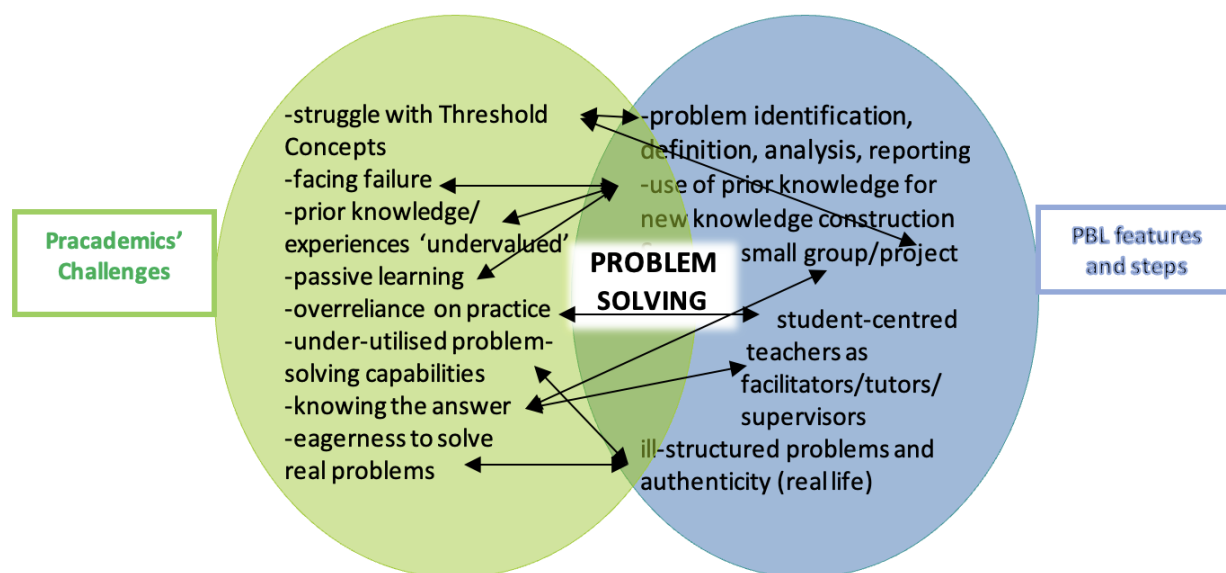 Pracademics'
Challenges
-struggle with Threshold
Concepts
-facing failure
-prior knowledge/
experiences 'undervalued'
-passive learning
-overreliance on practice
-under-utilised problem-
solving capabilities
-knowing the answer
-eagerness to solve
real problems
PROBLEM
SOLVING
-problem identification,
definition, analysis, reporting
-use of prior knowledge for
new knowledge construction
small group/project
student-centred
teachers as
facilitators/tutors/
supervisors
ill-structured problems and
authenticity (real life)
PBL features
and steps